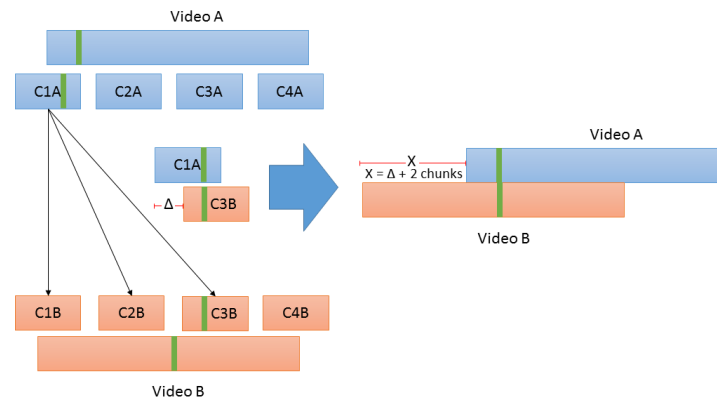 Video A
C1A
C2A
C3A
C4A
C1A
Δ
C3B
X
X = Δ + 2 chunks
Video A
Video B
C1B
C2B
C3B
C4B
Video B